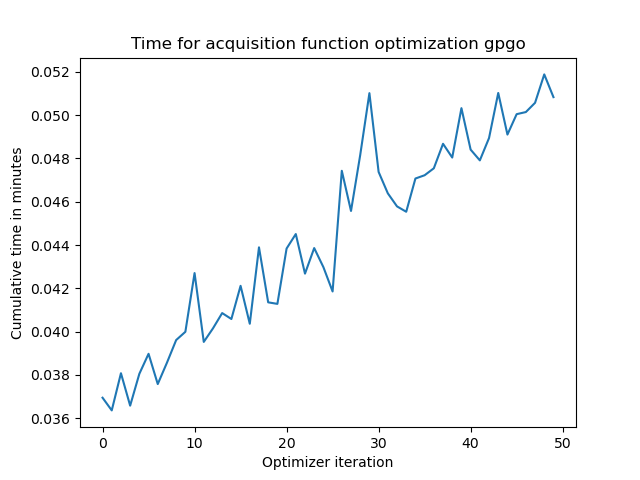 Time for acquisition function optimization gpgo
0.052
0.050
0.048
0.046
0.044
0.042
0.040
0.038
0.036
Cumulative time in minutes
0 10 20 30 40 50
Optimizer iteration